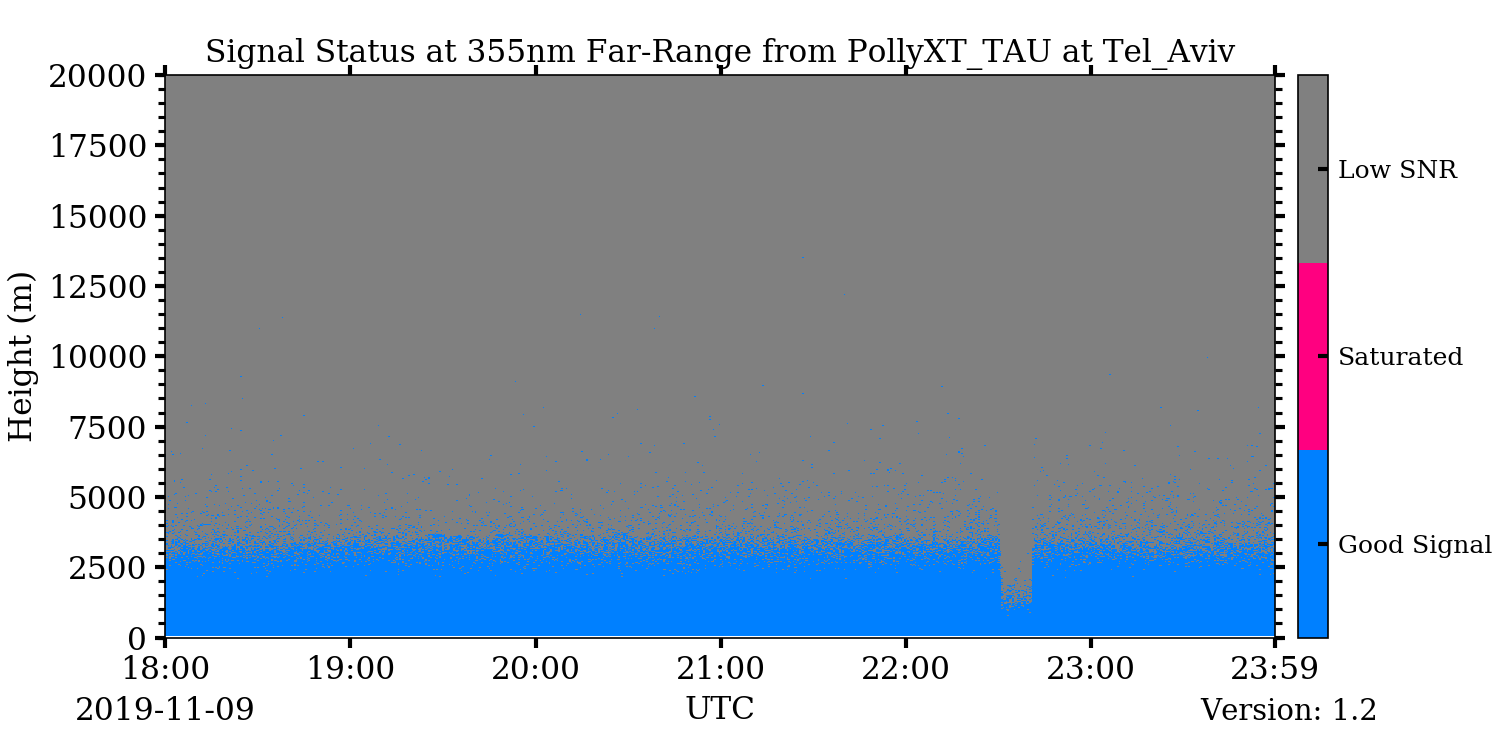 Signal Status at 355nm Far-Range from PollyXT_TAU at Tel_Aviv
20000
17500
15000
12500
10000
7500
5000
2500
0
Height (m)
Low SNR
Saturated
Good Signal
18:00 19:00 20:00 21:00 22:00 23:00 23:59
2019-11-09 UTC Version: 1.2